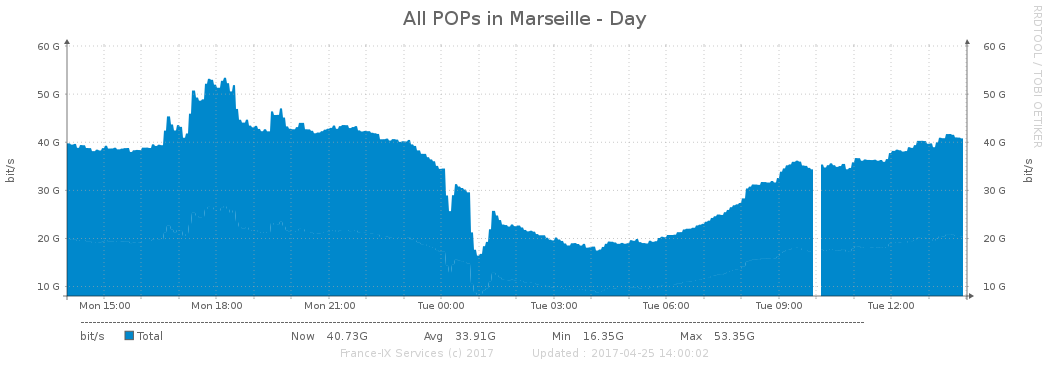 All POPs in Marseille - Day
RRDTOOL / TOBI OETIKER
60 G 60 G
50 G 50 G
40 G 40 G
30 G 30 G
20 G 20 G
10 G 10 G
bit/s
bit/s
Mon 15:00 Mon 18:00 Mon 21:00 Tue 00:00 Tue 03:00 Tue 06:00 Tue 09:00 Tue 12:00
bit/s Total Now 40.73G Avg 33.91G Min 16.35G Max 53.35G
France-IX Services (c) 2017 Updated : 2017-04-25 14:00:02